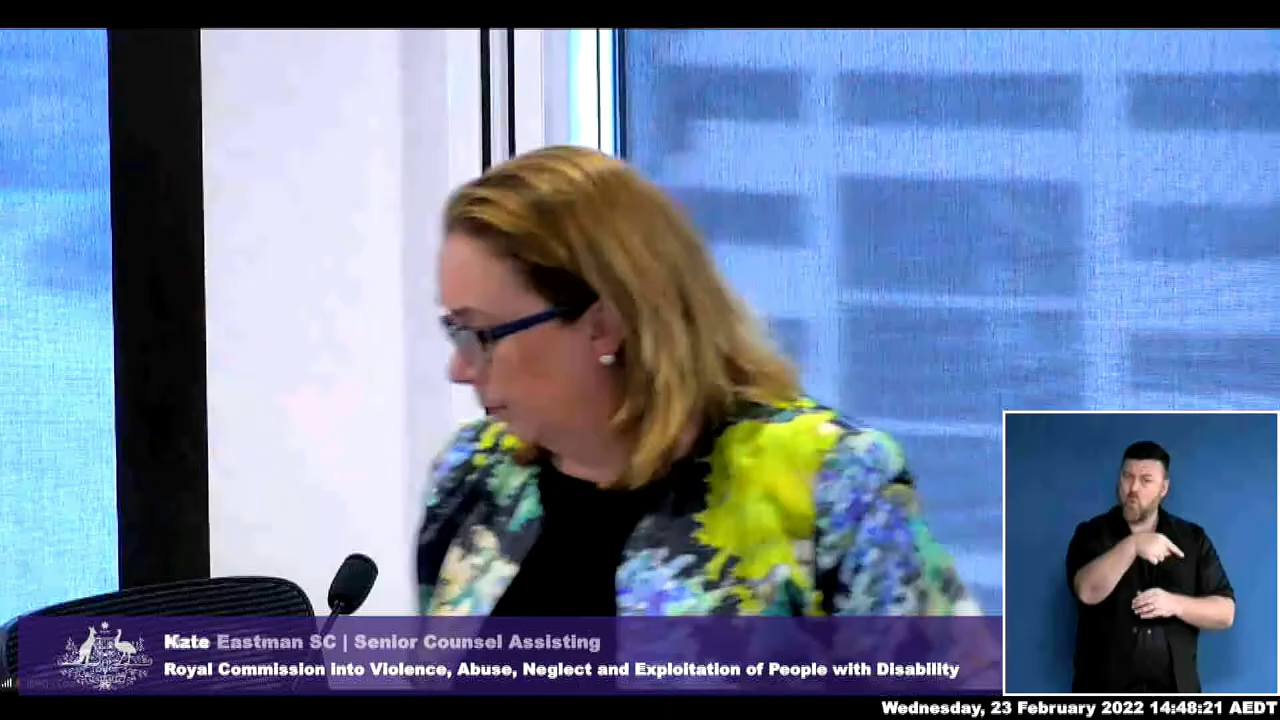 Kate Eastman SC | Senior Counsel Assisting
Royal Commission into Violence, Abuse, Neglect and Exploitation of People with Disability
Wednesday, 23 February 2022 14:48:21 AEDT